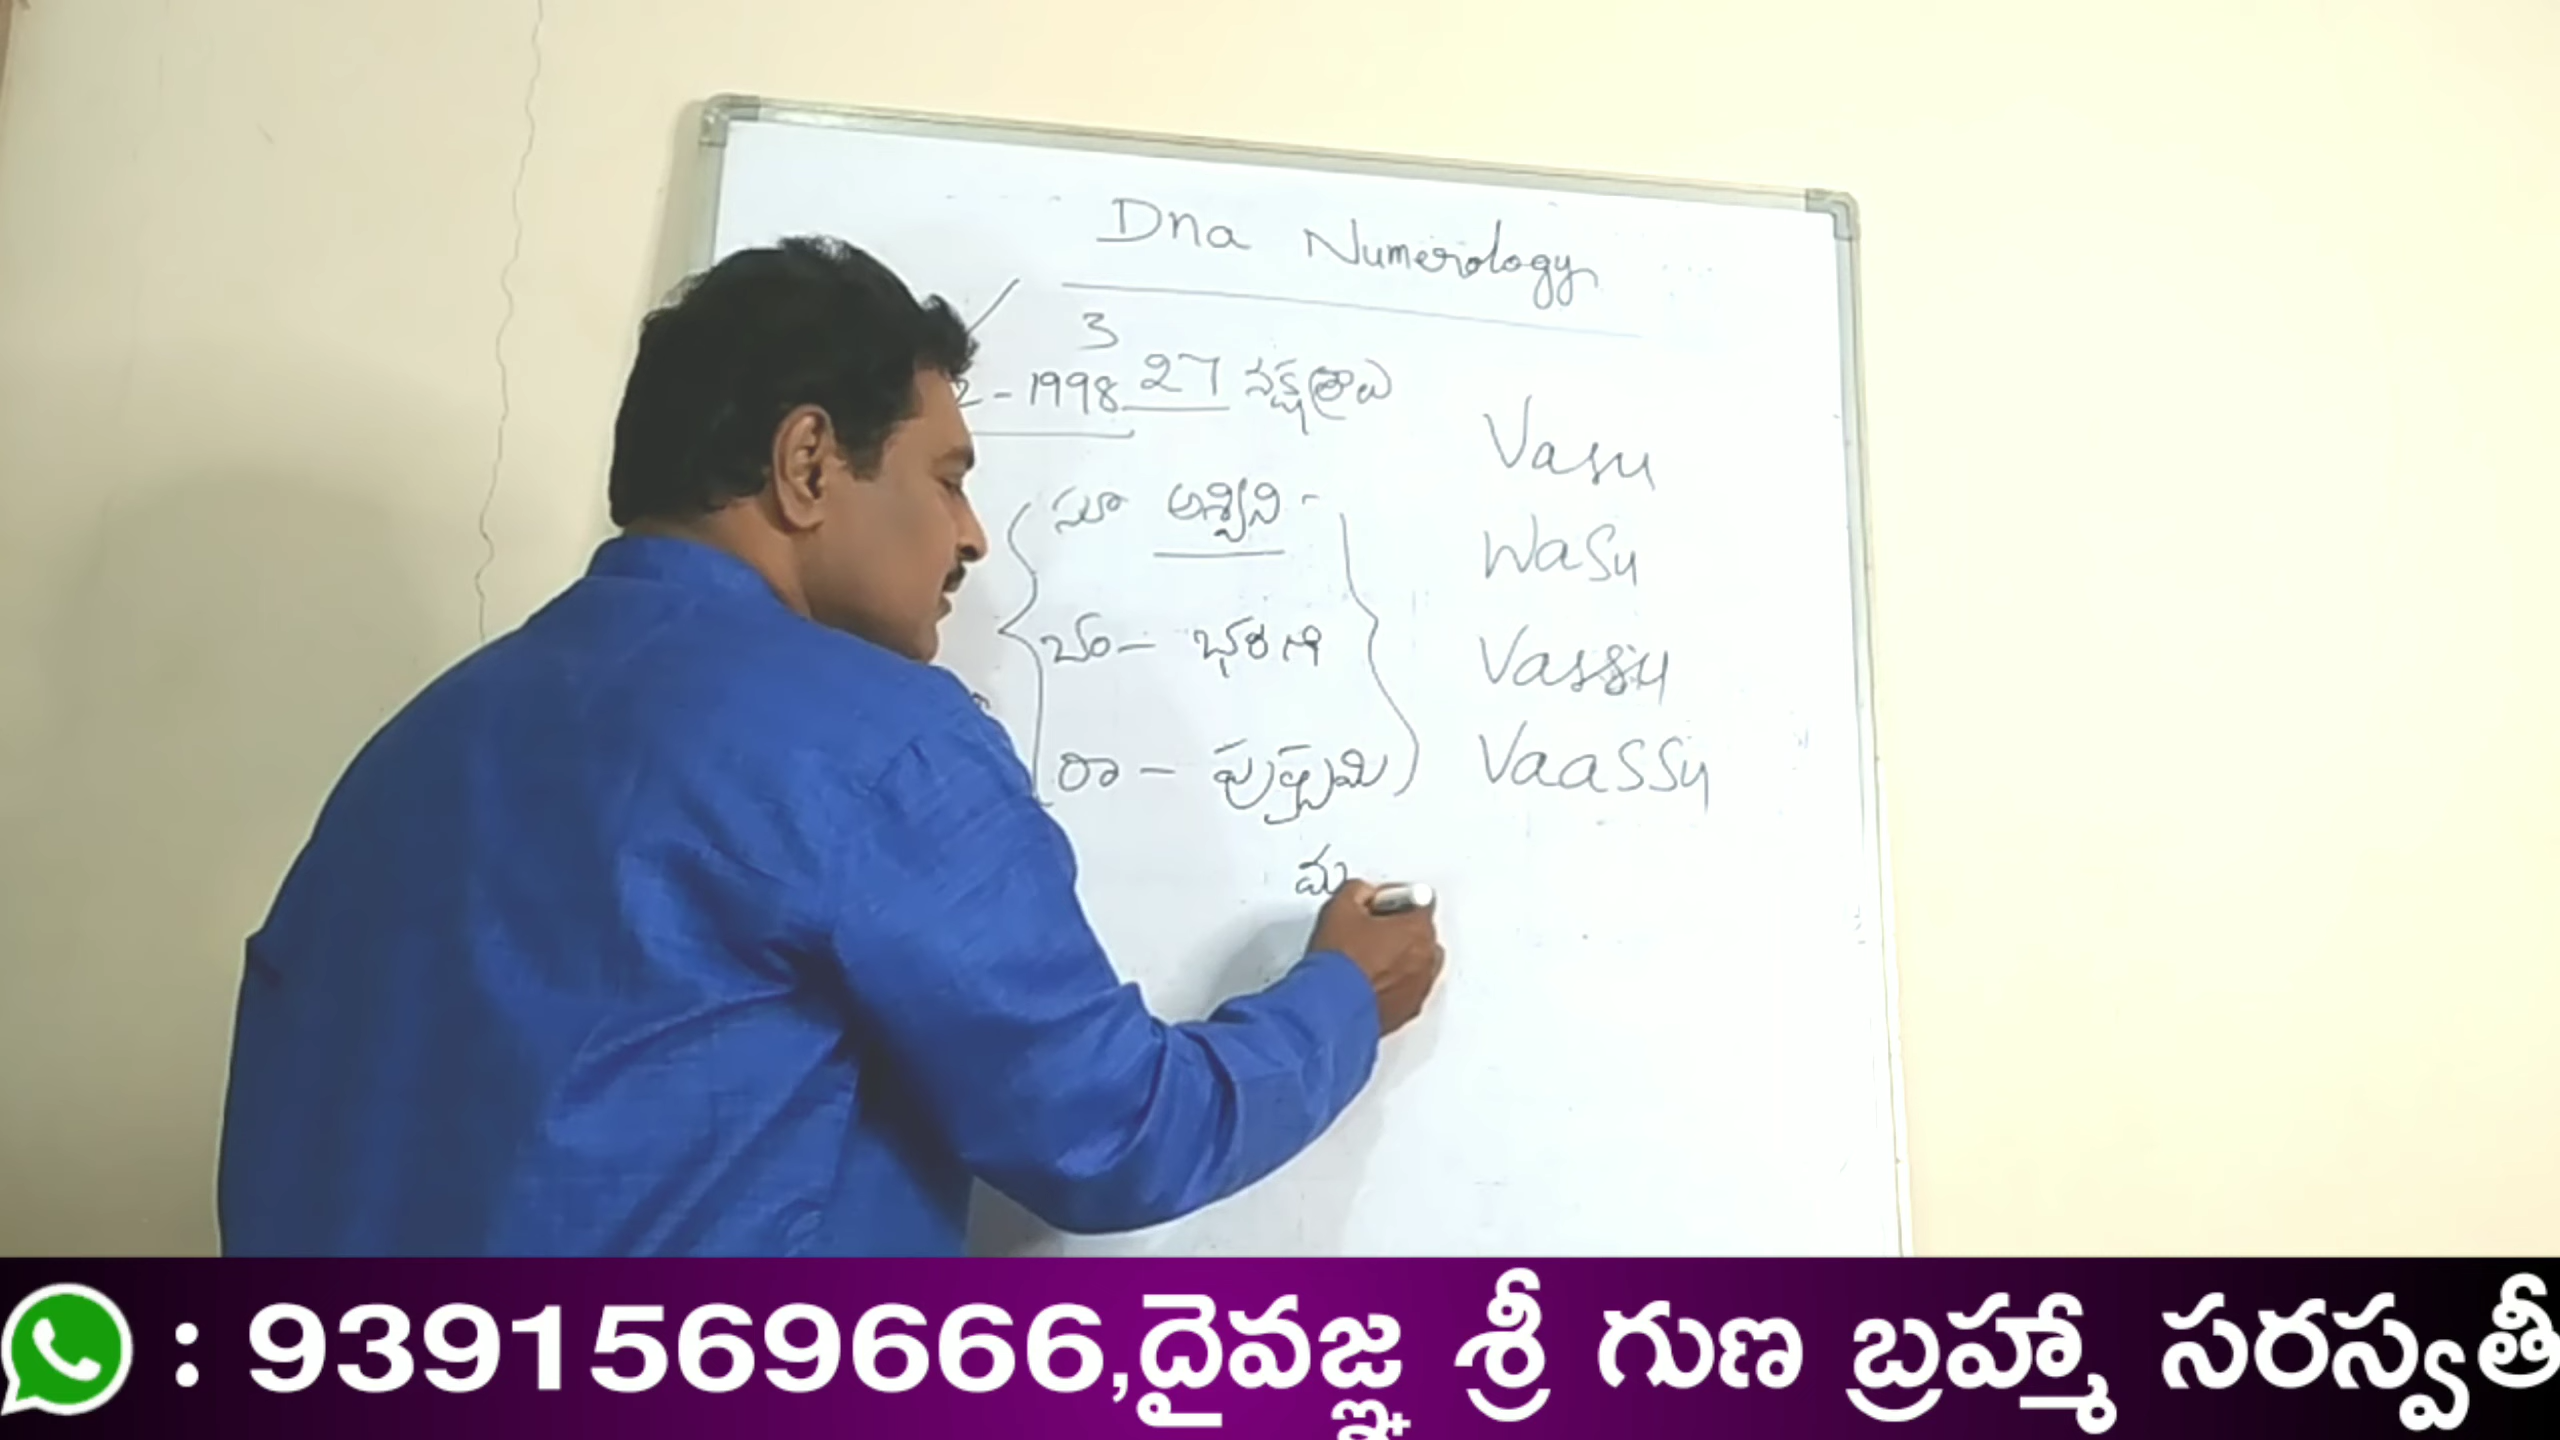 Dna Numerology
3
2 - 1998 27 నక్షత్రాలు
సూ అశ్విని -
బం - భరణి
రా - పుష్యమి
మ
Vasu
Wasu
Vassu
Vaassu
: 9391569666,దైవజ్ఞ శ్రీ గుణ బ్రహ్మా సరస్వతీ